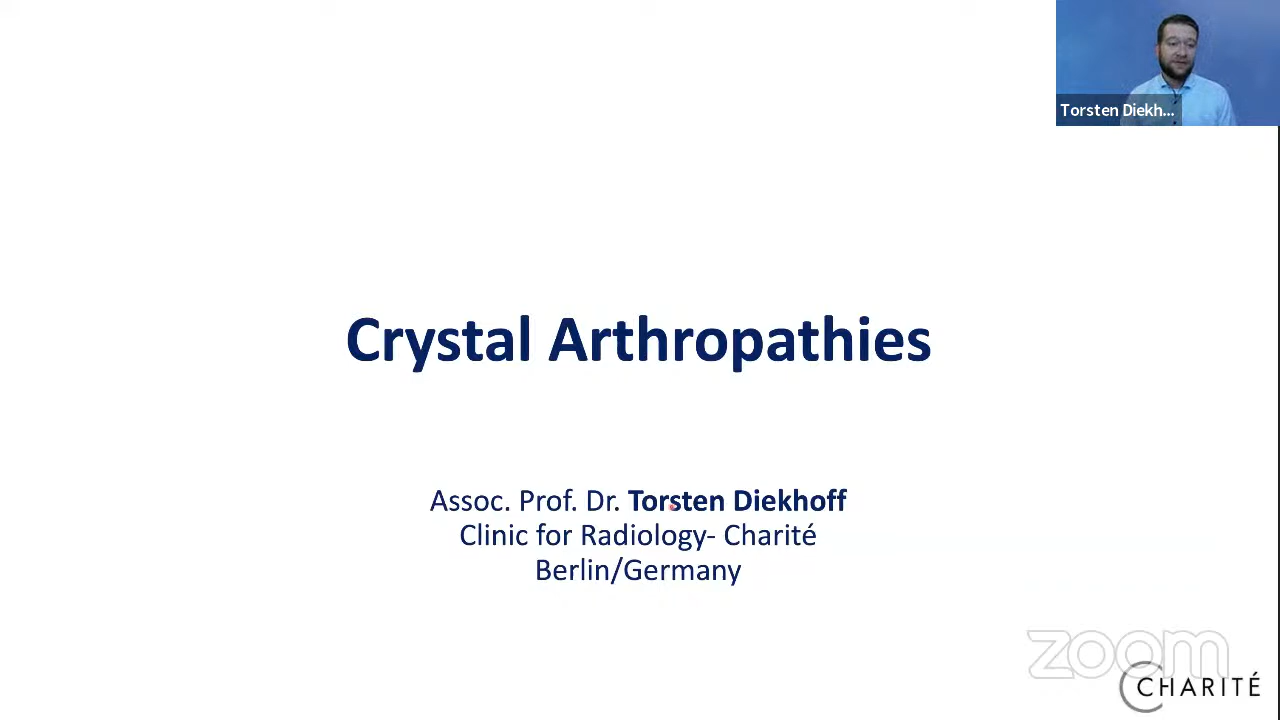 Torsten Diekh...
Crystal Arthropathies
Assoc. Prof. Dr. Torsten Diekhoff
Clinic for Radiology- Charité
Berlin/Germany
zoom
CHARITÉ